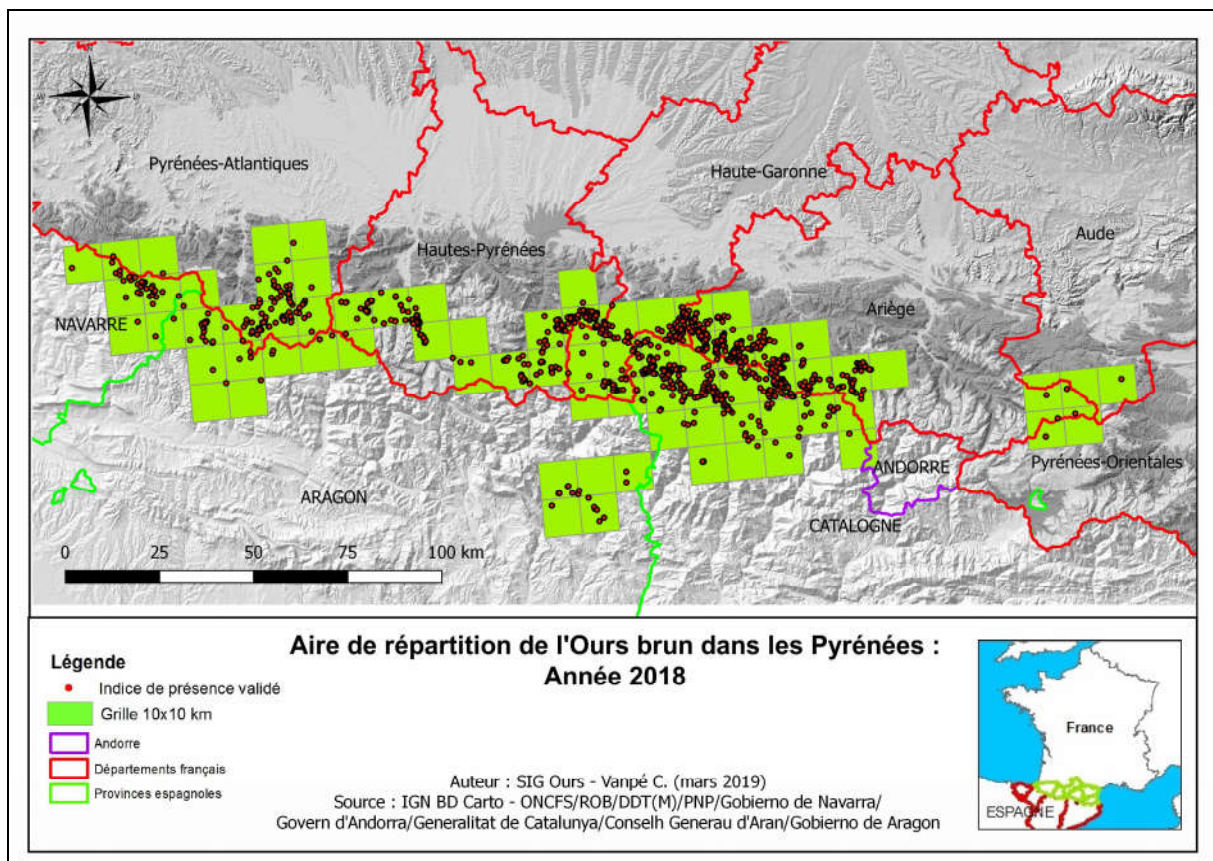 Pyrénées-Atlantiques
Haute-Garonne
Hautes-Pyrénées
Aude
Ariège
NAVARRE
ARAGON
ANDORRE
Pyrénées-Orientales
CATALOGNE
0 25 50 75 100 km
Aire de répartition de l'Ours brun dans les Pyrénées :
Année 2018
Légende
Indice de présence validé
Grille 10x10 km
Andorre
Départements français
Provinces espagnoles
Auteur : SIG Ours - Vanpé C. (mars 2019)
Source : IGN BD Carto - ONCFS/ROB/DDT(M)/PNP/Gobierno de Navarra/
Govern d'Andorra/Generalitat de Catalunya/Conselh Generau d'Aran/Gobierno de Aragon
France
ESPAGNE